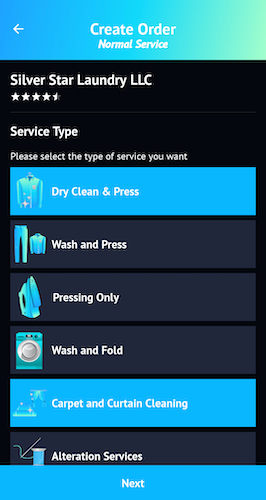 Create Order
Normal Service
Silver Star Laundry LLC
Service Type
Please select the type of service you want
Dry Clean & Press
Wash and Press
Pressing Only
Wash and Fold
Carpet and Curtain Cleaning
Alteration Services
Next